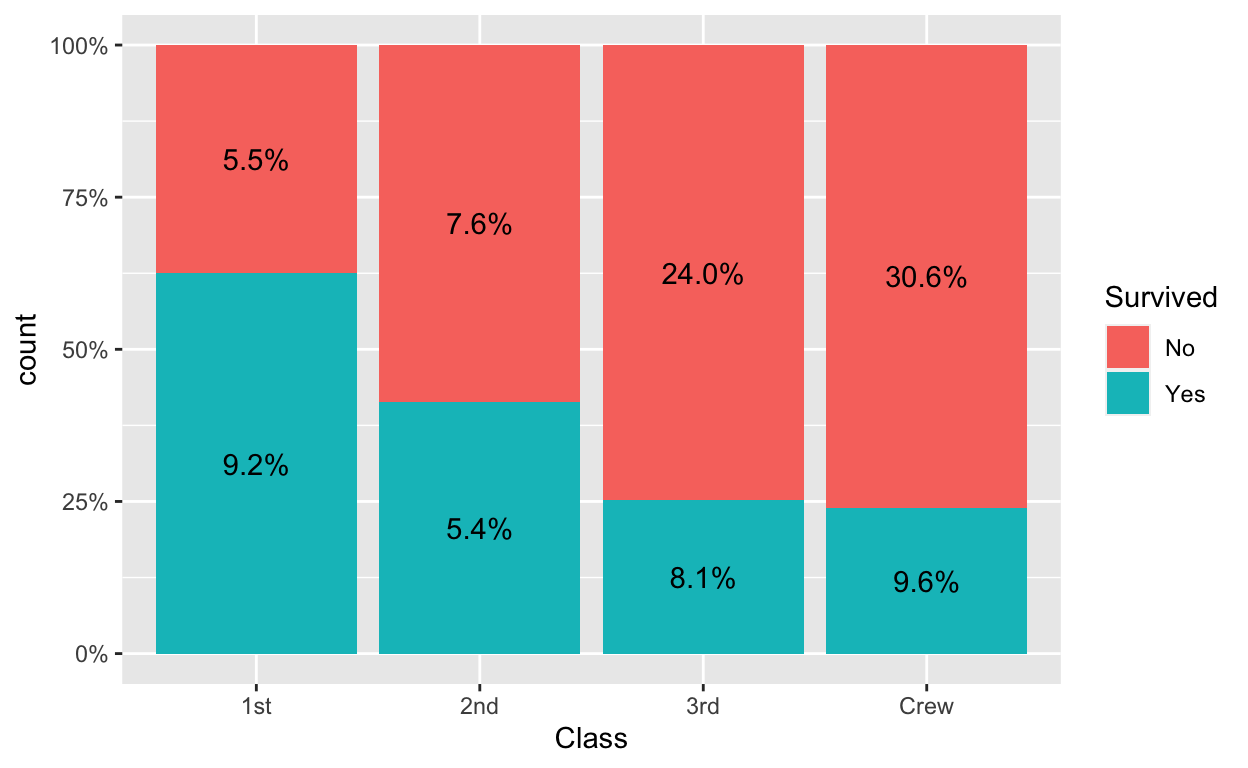 100%
75%
50%
25%
0%
count
5.5%
7.6%
24.0%
30.6%
9.2%
5.4%
8.1%
9.6%
1st
2nd
3rd
Crew
Class
Survived
No
Yes